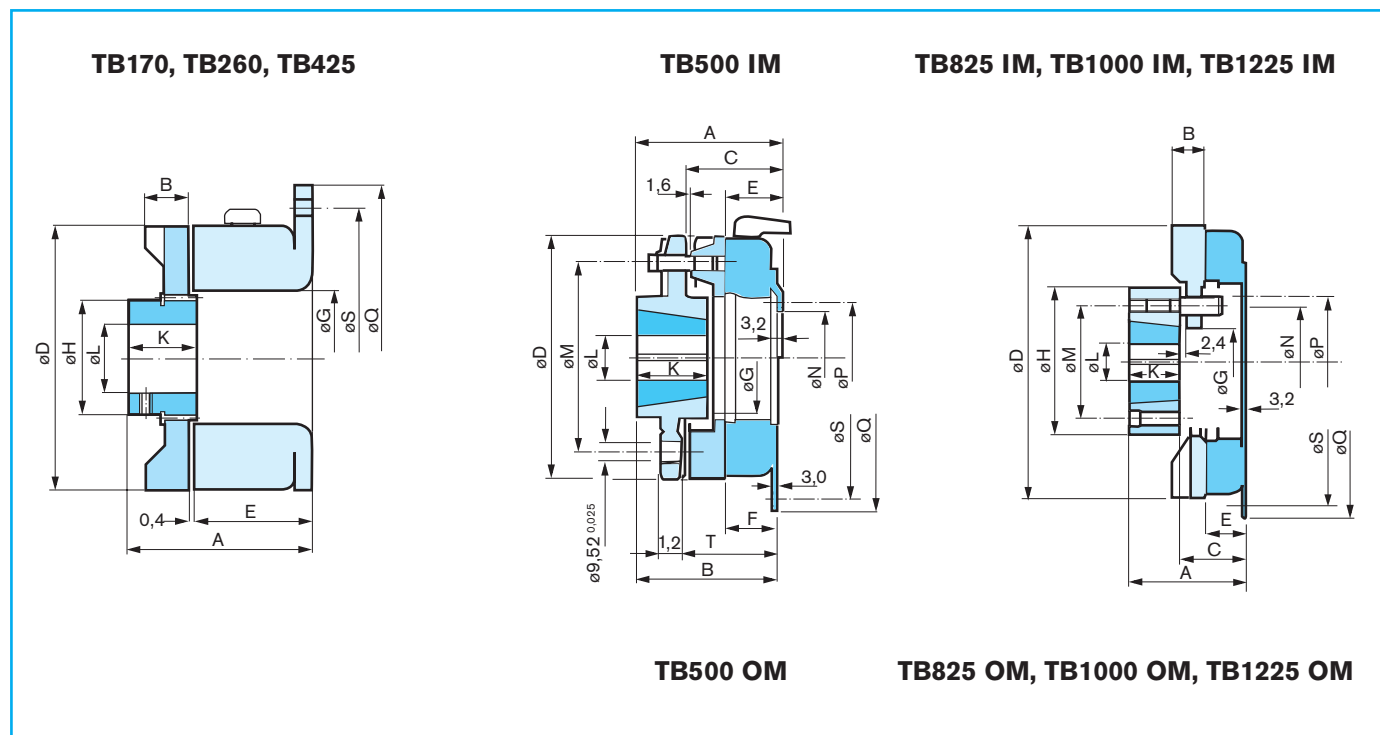 TB170, TB260, TB425
TB500 IM
TB825 IM, TB1000 IM, TB1225 IM
B
øD
øH
øL
K
øG
øS
øQ
0,4
E
A
A
C
1,6
E
3,2
øD
øM
øL
K
øG
øN
øP
øS
øQ
3,0
F
ø9,52 0,025
1,2
T
B
B
øD
øH
øM
øL
K
2,4
øG
øN
øP
3,2
øS
øQ
E
C
A
TB500 OM
TB825 OM, TB1000 OM, TB1225 OM